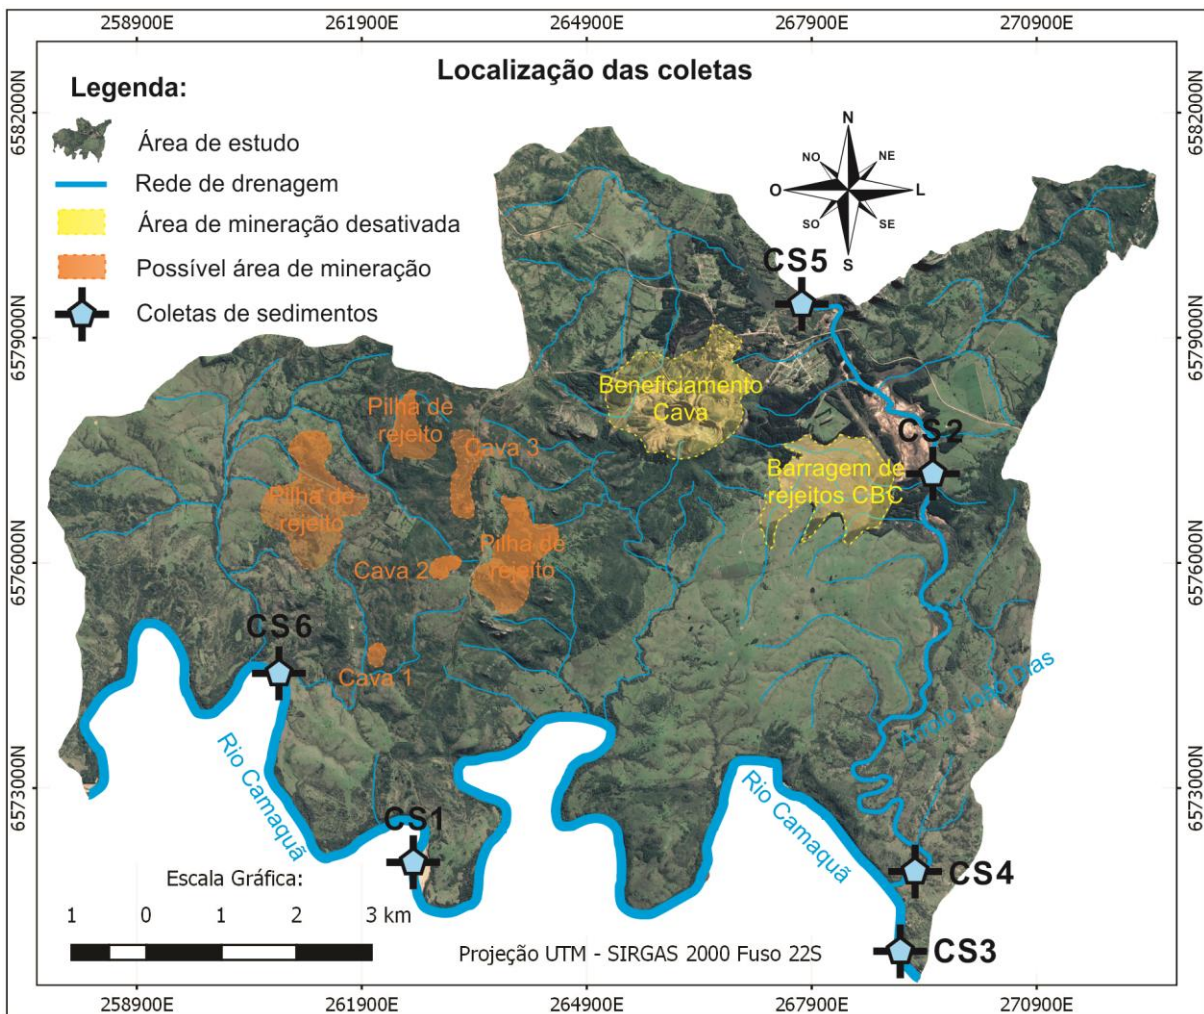 258900E
261900E
264900E
267900E
270900E
Localização das coletas
Legenda:
Área de estudo
Rede de drenagem
Área de mineração desativada
Possível área de mineração
Coletas de sedimentos
6582000N
6582000N
N
NO
NE
O
L
SO
SE
S
CS5
6579000N
6579000N
Beneficiamento
Cava
Pilha de
rejeito
Cava 3
CS2
Barragem de
rejeitos CBC
Pilha de
rejeito
Pilha de
rejeito
Cava 2
6576000N
6576000N
CS6
Cava 1
Arroio João Dias
Rio Camaquã
Rio Camaquã
6573000N
6573000N
CS1
CS4
CS3
Escala Gráfica:
1 0 1 2 3 km
Projeção UTM - SIRGAS 2000 Fuso 22S
258900E
261900E
264900E
267900E
270900E